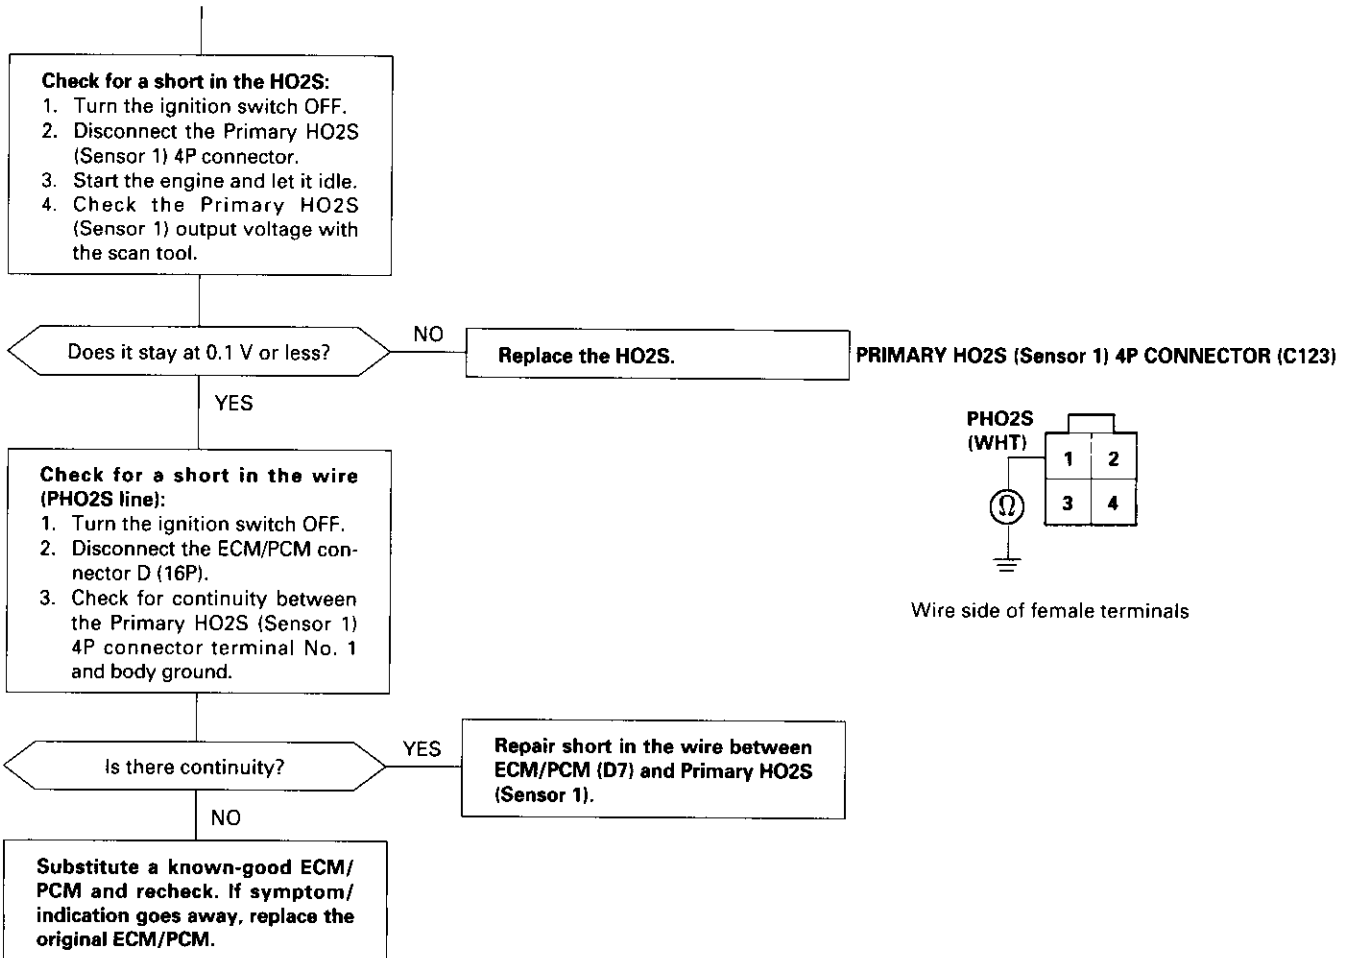 Check for a short in the HO2S:
1. Turn the ignition switch OFF.
2. Disconnect the Primary HO2S
(Sensor 1) 4P connector.
3. Start the engine and let it idle.
4. Check the Primary HO2S
(Sensor 1) output voltage with
the scan tool.
Does it stay at 0.1 V or less?
NO
Replace the HO2S.
YES
PRIMARY HO2S (Sensor 1) 4P CONNECTOR (C123)
PHO2S
(WHT)
1 2
3 4
Ω
Wire side of female terminals
Check for a short in the wire
(PHO2S line):
1. Turn the ignition switch OFF.
2. Disconnect the ECM/PCM con-
nector D (16P).
3. Check for continuity between
the Primary HO2S (Sensor 1)
4P connector terminal No. 1
and body ground.
Is there continuity?
YES
Repair short in the wire between
ECM/PCM (D7) and Primary HO2S
(Sensor 1).
NO
Substitute a known-good ECM/
PCM and recheck. If symptom/
indication goes away, replace the
original ECM/PCM.